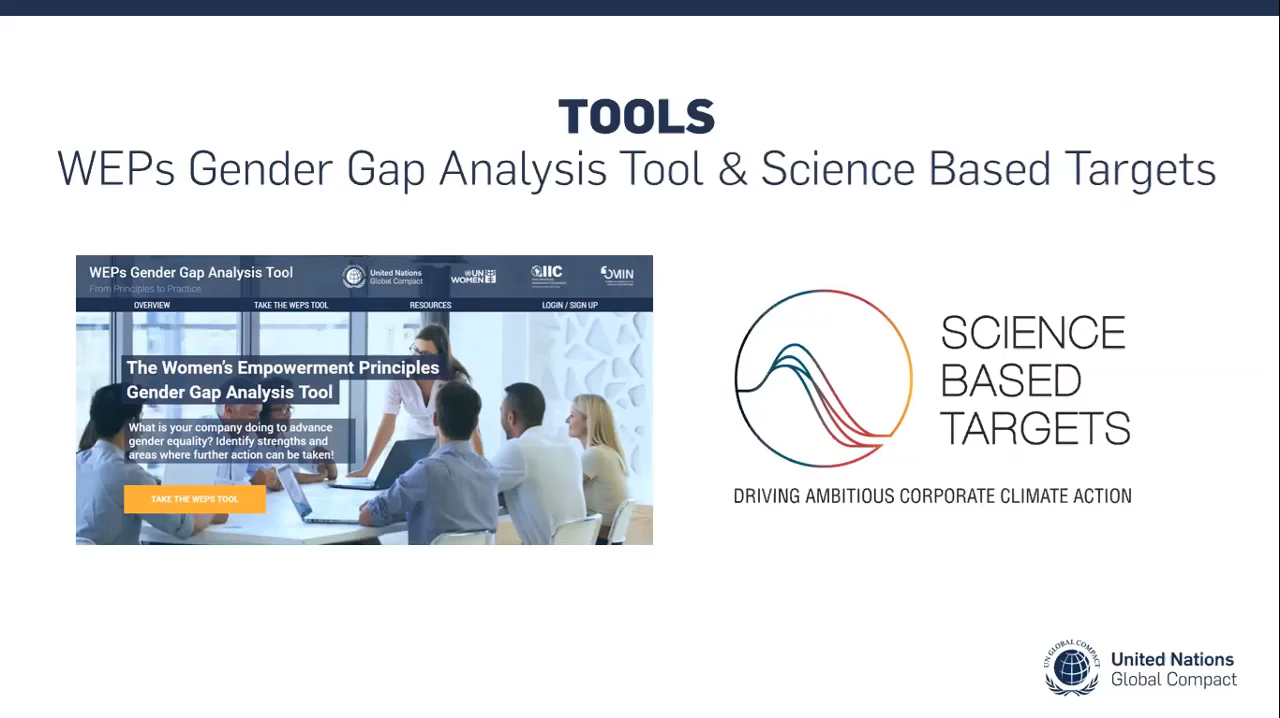 TOOLS
WEPs Gender Gap Analysis Tool & Science Based Targets
WEPs Gender Gap Analysis Tool
From Principles to Practice
United Nations
Global Compact
UN
WOMEN
IIC
OMIN
OVERVIEW
TAKE THE WEPS TOOL
RESOURCES
LOGIN / SIGN UP
The Women's Empowerment Principles
Gender Gap Analysis Tool
What is your company doing to advance
gender equality? Identify strengths and
areas where further action can be taken!
TAKE THE WEPS TOOL
SCIENCE
BASED
TARGETS
DRIVING AMBITIOUS CORPORATE CLIMATE ACTION
UN GLOBAL COMPACT
United Nations
Global Compact